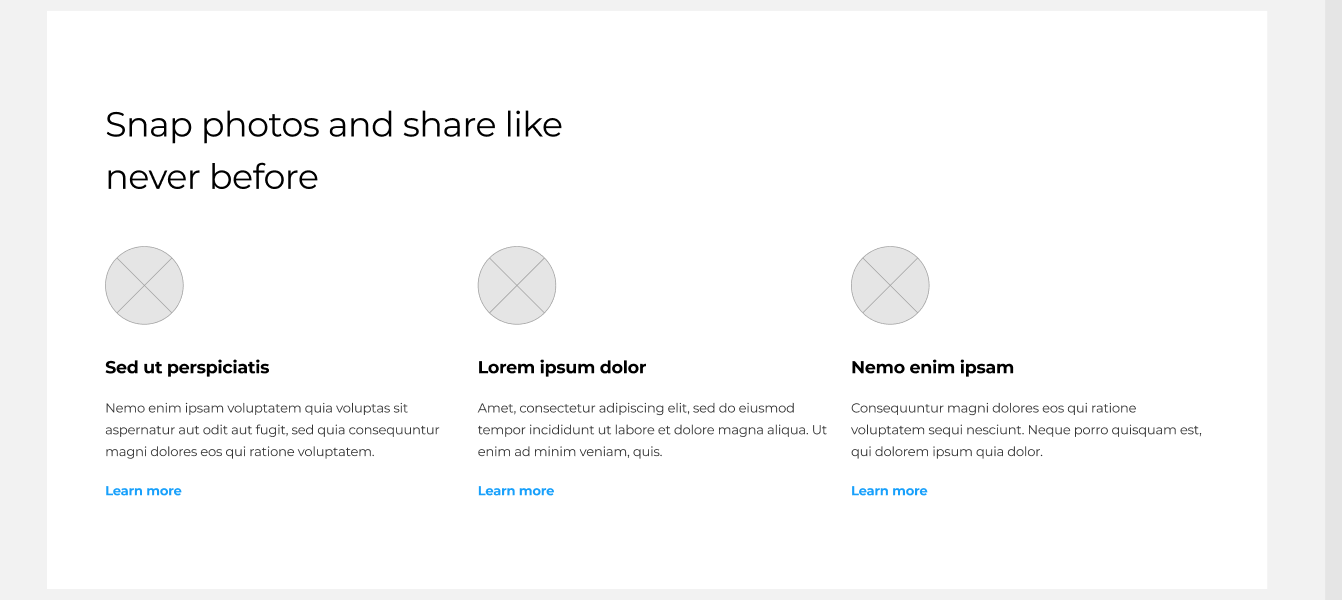 Snap photos and share like
never before
Sed ut perspiciatis
Nemo enim ipsam voluptatem quia voluptas sit
aspernatur aut odit aut fugit, sed quia consequuntur
magni dolores eos qui ratione voluptatem.
Learn more
Lorem ipsum dolor
Amet, consectetur adipiscing elit, sed do eiusmod
tempor incididunt ut labore et dolore magna aliqua. Ut
enim ad minim veniam, quis.
Learn more
Nemo enim ipsam
Consequuntur magni dolores eos qui ratione
voluptatem sequi nesciunt. Neque porro quisquam est,
qui dolorem ipsum quia dolor.
Learn more